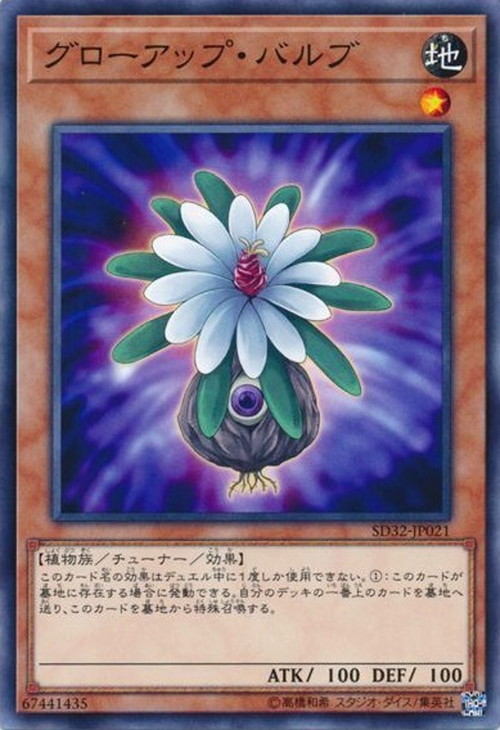 グローアップ・バルブ
地
SD32-JP021
【植物族／チューナー／効果】
このカード名の効果はデュエル中に１度しか使用できない。①：このカードが
墓地に存在する場合に発動できる。自分のデッキの一番上のカードを墓地へ
送り、このカードを墓地から特殊召喚する。
ATK/ 100 DEF/ 100
67441435
©高橋和希 スタジオ・ダイス/集英社